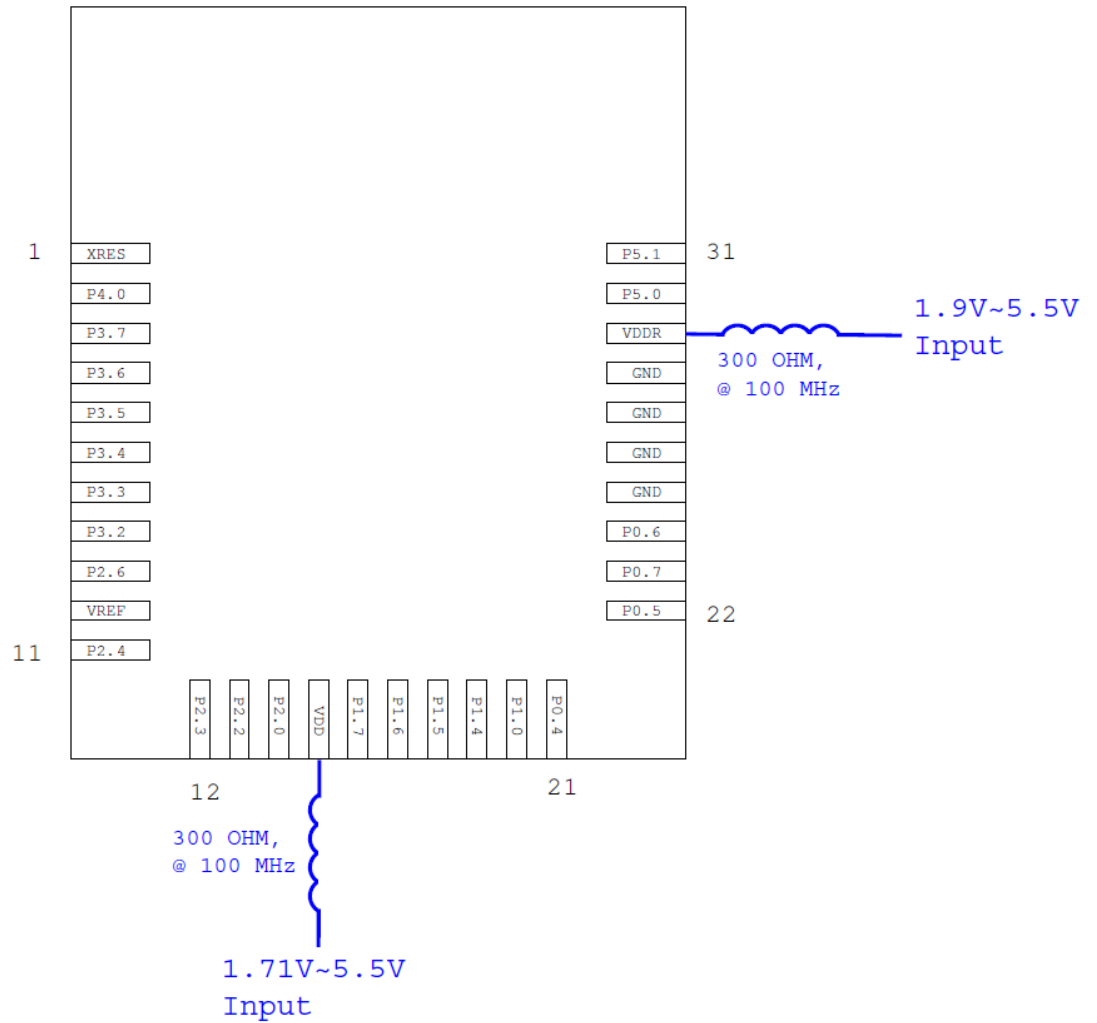 1
XRES
P4.0
P3.7
P3.6
P3.5
P3.4
P3.3
P3.2
P2.6
VREF
11
P2.4
P5.1
31
P5.0
VDDR
1.9V~5.5V
Input
300 OHM,
@ 100 MHz
GND
GND
GND
GND
P0.6
P0.7
P0.5
22
P2.3
P2.2
P2.0
VDD
P1.7
P1.6
P1.5
P1.4
P1.0
P0.4
12
21
300 OHM,
@ 100 MHz
1.71V~5.5V
Input